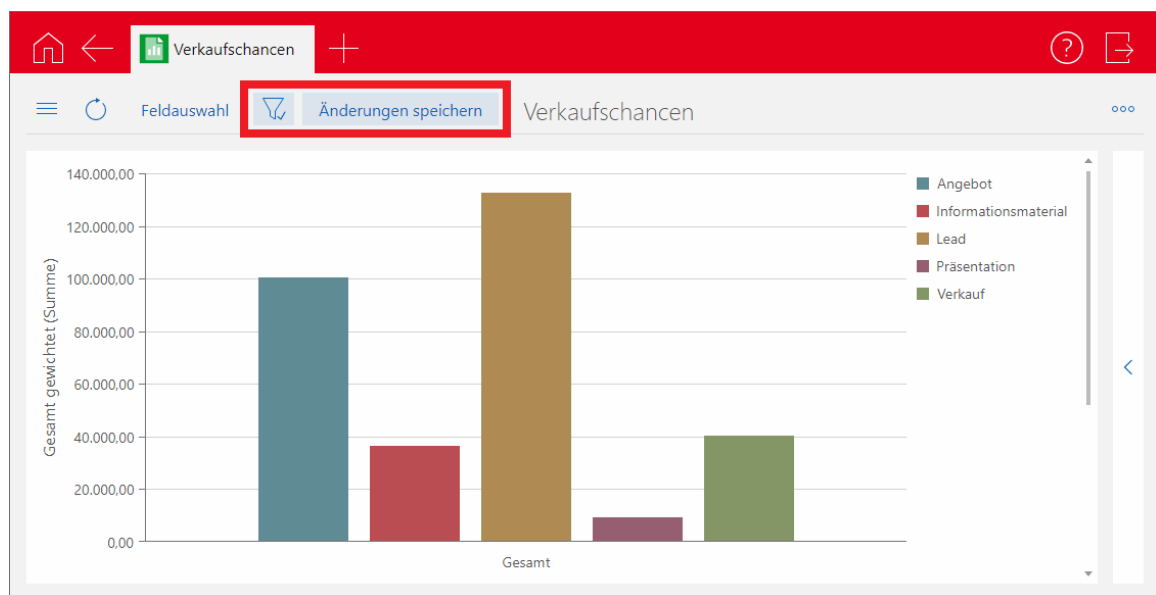 Verkaufschancen
?
Feldauswahl Änderungen speichern Verkaufschancen
140.000,00
120.000,00
100.000,00
80.000,00
60.000,00
40.000,00
20.000,00
0,00
Gesamt gewichtet (Summe)
Gesamt
Angebot
Informationsmaterial
Lead
Präsentation
Verkauf